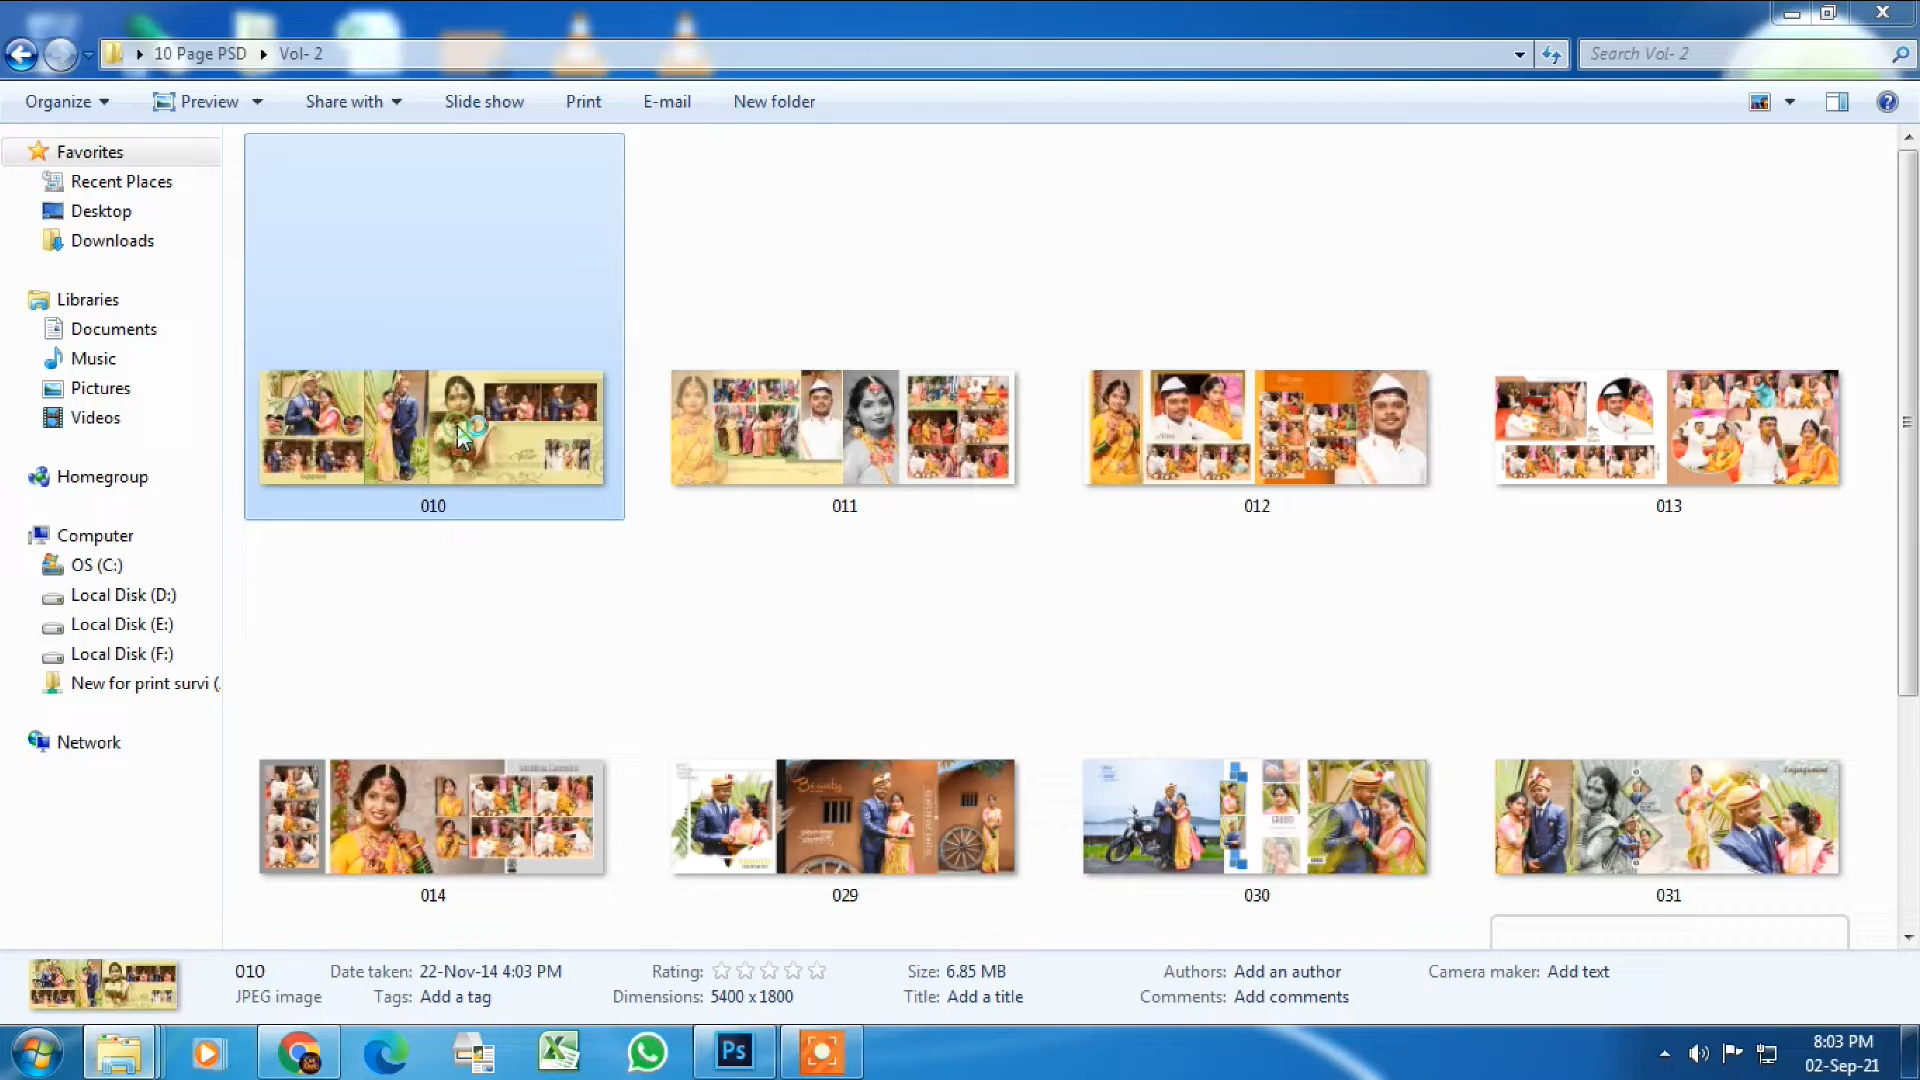 10 Page PSD
Vol- 2
Search Vol- 2
Organize
Preview
Share with
Slide show
Print
E-mail
New folder
Favorites
Recent Places
Desktop
Downloads
Libraries
Documents
Music
Pictures
Videos
Homegroup
Computer
OS (C:)
Local Disk (D:)
Local Disk (E:)
Local Disk (F:)
New for print survi (
Network
010
011
012
013
Beauty
Engagement
014
029
030
031
010
Date taken: 22-Nov-14 4:03 PM
Rating:
Size: 6.85 MB
Authors: Add an author
Camera maker: Add text
JPEG image
Tags: Add a tag
Dimensions: 5400 x 1800
Title: Add a title
Comments: Add comments
Ps
8:03 PM
02-Sep-21